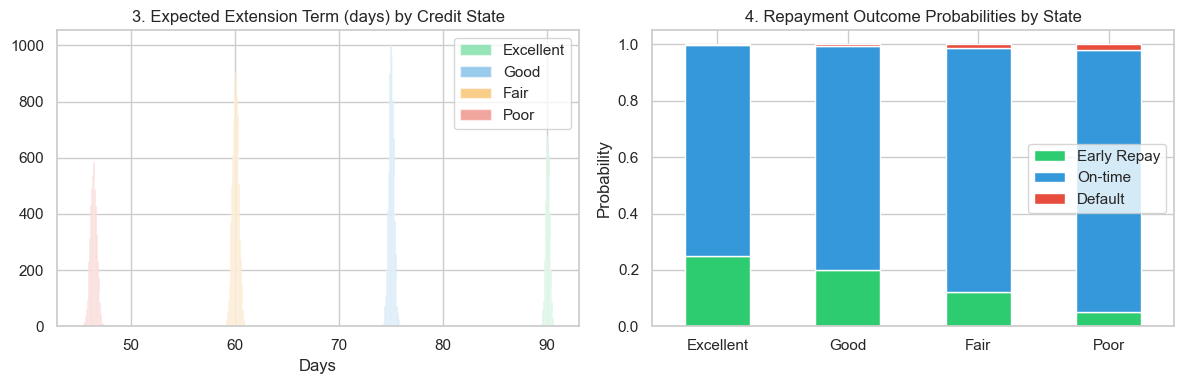 3. Expected Extension Term (days) by Credit State
1000
800
600
400
200
0
50
60
70
80
90
Days
Excellent
Good
Fair
Poor
4. Repayment Outcome Probabilities by State
Probability
1.0
0.8
0.6
0.4
0.2
0.0
Excellent
Good
Fair
Poor
Early Repay
On-time
Default